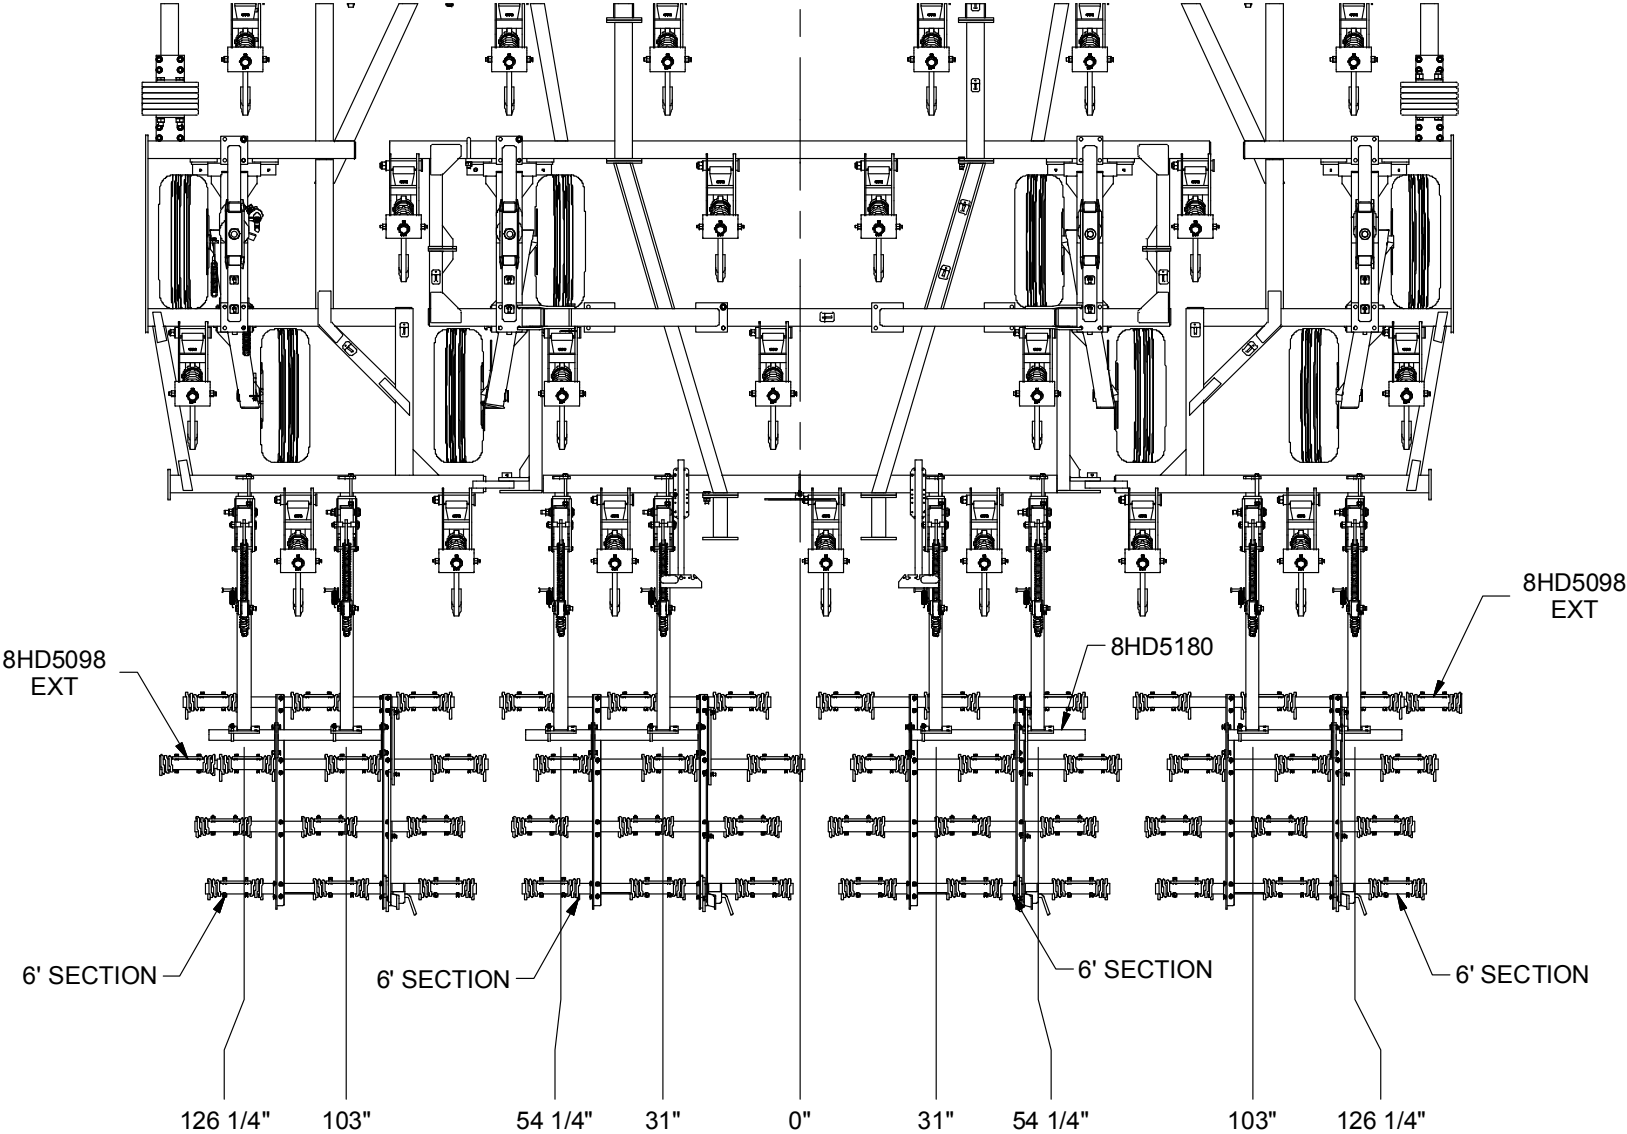 8HD5098
EXT
8HD5180
8HD5098
EXT
6' SECTION
6' SECTION
6' SECTION
6' SECTION
126 1/4"
103"
54 1/4"
31"
0"
31"
54 1/4"
103"
126 1/4"